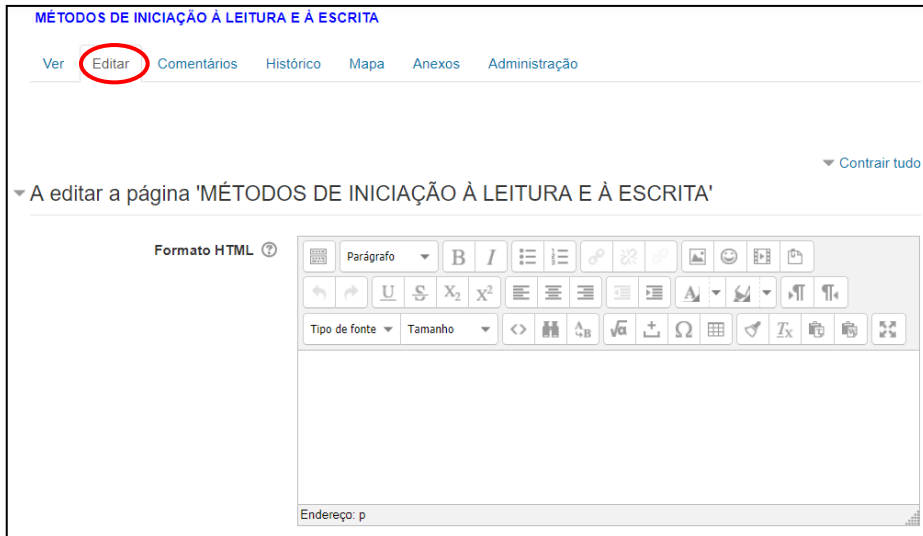 MÉTODOS DE INICIAÇÃO À LEITURA E À ESCRITA
Ver Editar Comentários Histórico Mapa Anexos Administração
Contrair tudo
A editar a página 'MÉTODOS DE INICIAÇÃO À LEITURA E À ESCRITA'
Formato HTML
Parágrafo B I
U S X₂ X²
Tipo de fonte Tamanho
Endereço: p